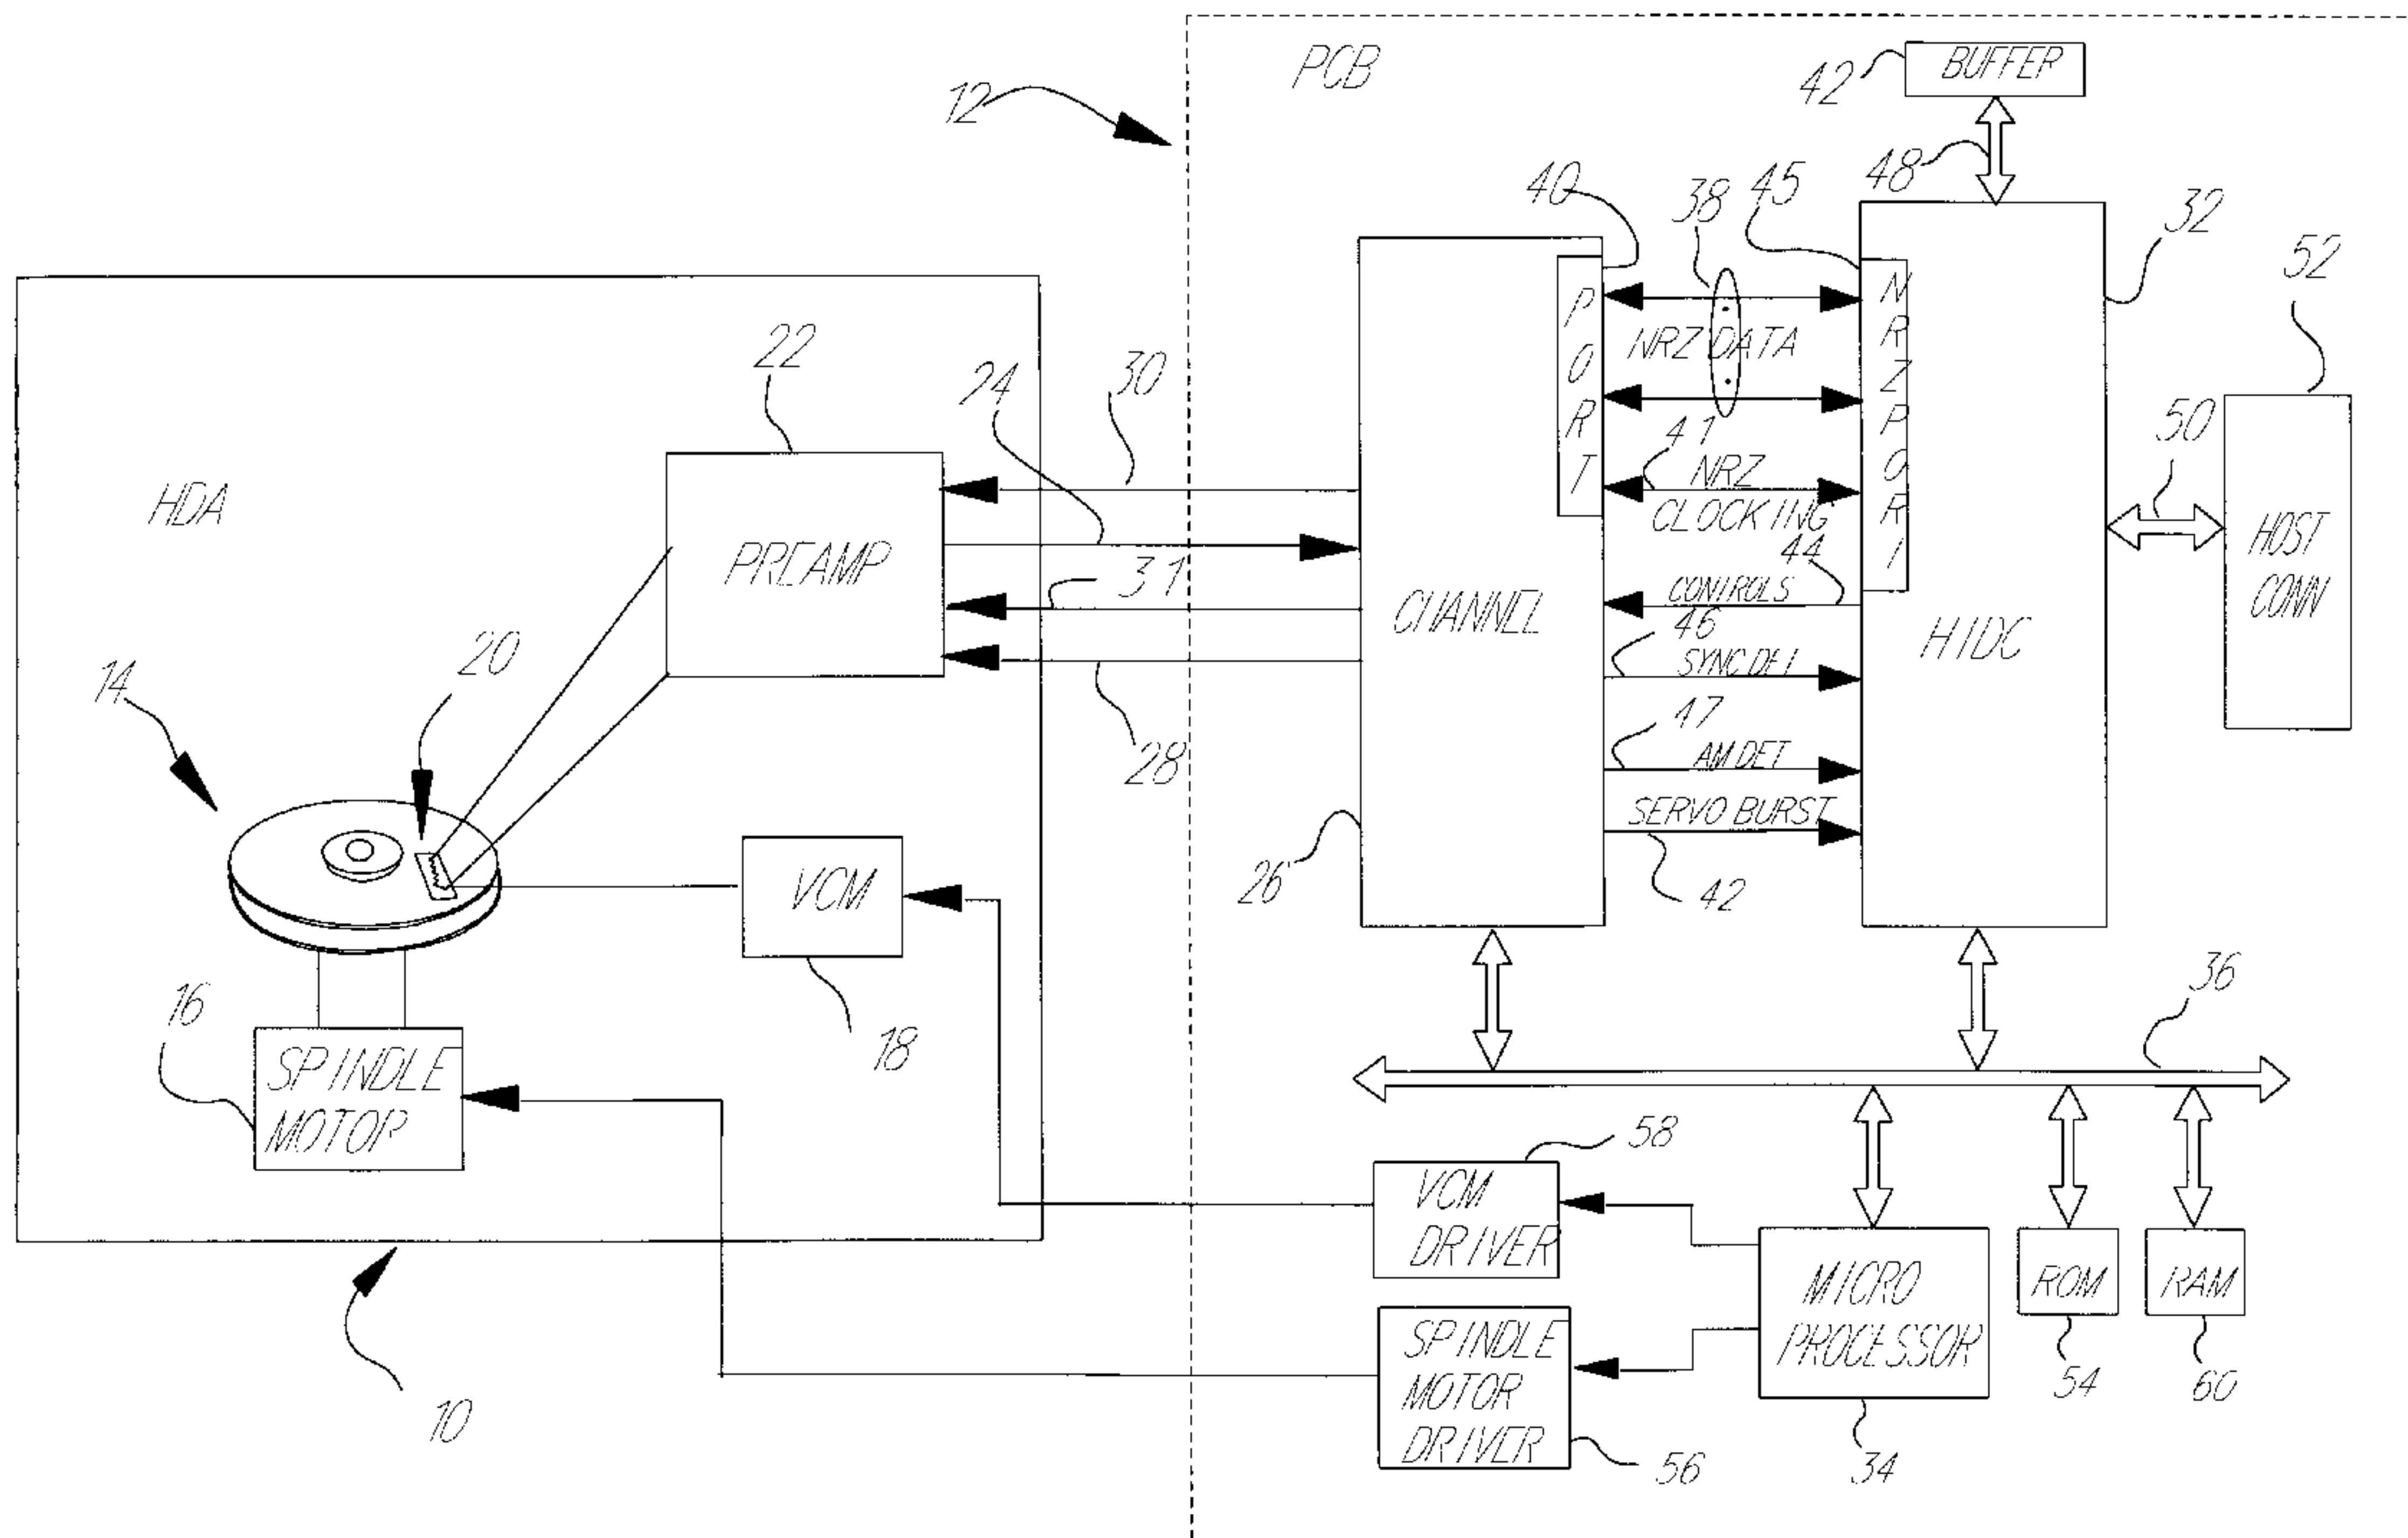 PCB
12
42
BUFFER
48
40
38
45
32
52
NRZ DATA
PORT
NRZ PORT
HDA
22
24
30
41
NRZ
CLOCKING
50
HOST
CONN
PREAMP
31
44
CONTROLS
CHANNEL
46
HIDC
SYNC DET
14
20
28
47
AM DET
SERVO BURST
26
42
VCM
18
16
SPINDLE
MOTOR
36
58
VCM
DRIVER
10
SPINDLE
MOTOR
DRIVER
56
MICRO
PROCESSOR
34
ROM
54
RAM
60